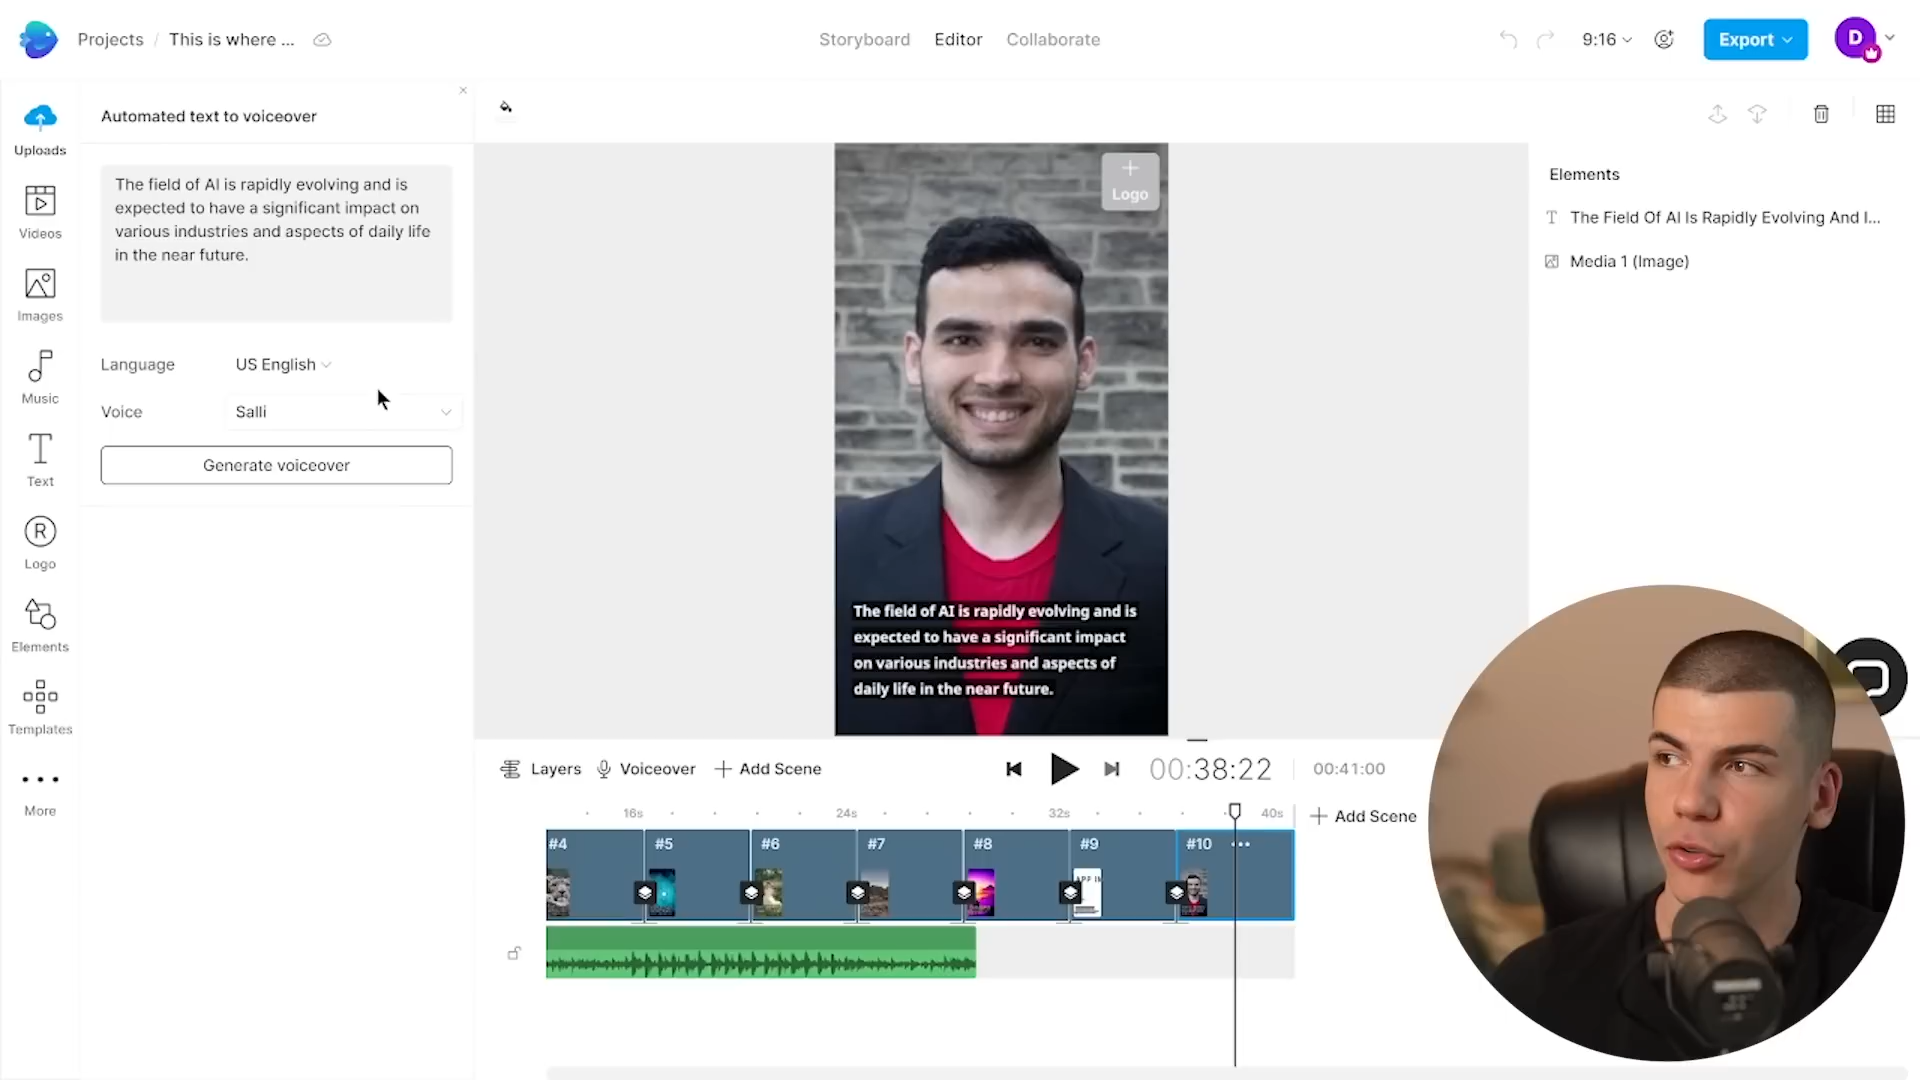 Projects / This is where ...
Storyboard
Editor
Collaborate
9:16
Export
D
Automated text to voiceover
The field of AI is rapidly evolving and is
expected to have a significant impact on
various industries and aspects of daily life
in the near future.
Language
US English
Voice
Salli
Generate voiceover
Uploads
Videos
Images
Music
Text
R
Logo
Elements
Templates
More
+
Logo
The field of AI is rapidly evolving and is
expected to have a significant impact
on various industries and aspects of
daily life in the near future.
Elements
T The Field Of AI Is Rapidly Evolving And I...
Media 1 (Image)
Layers
Voiceover
+ Add Scene
00:38:22
00:41:00
16s
24s
32s
40s
+ Add Scene
#4
#5
#6
#7
#8
#9
#10